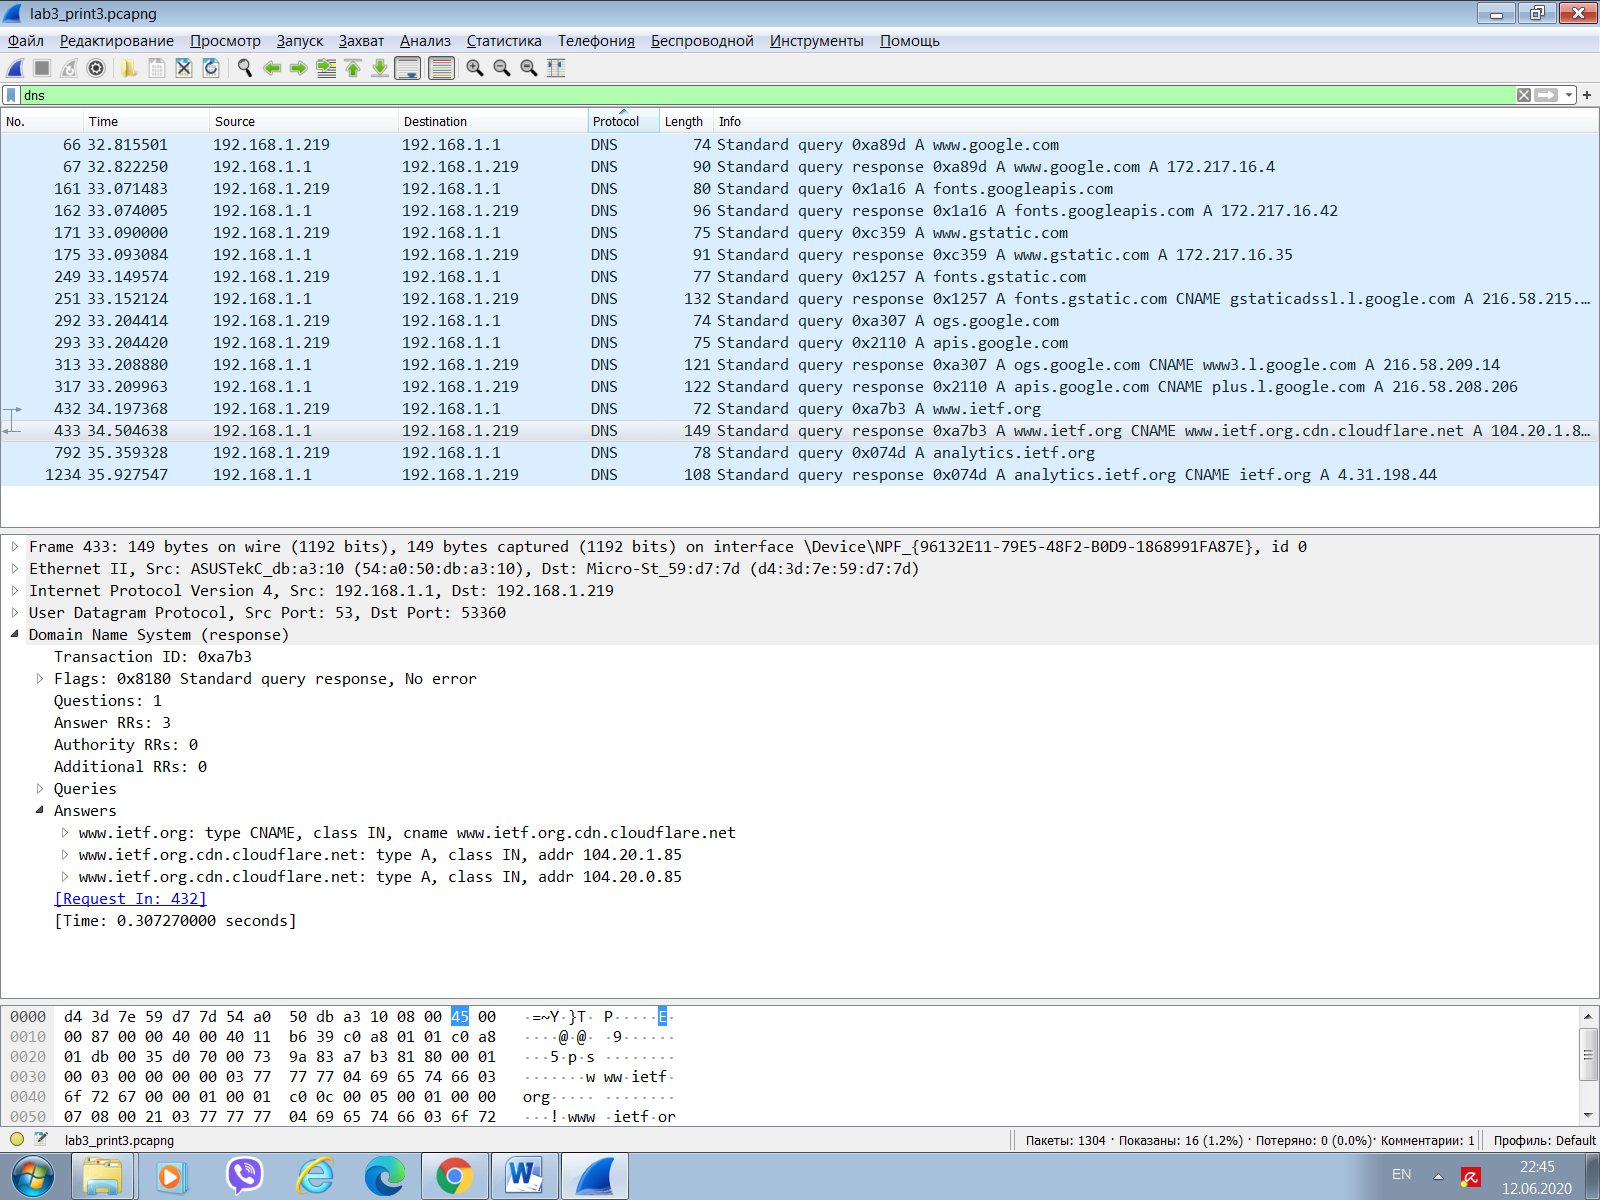 lab3_print3.pcapng
Файл Редактирование Просмотр Запуск Захват Анализ Статистика Телефония Беспроводной Инструменты Помощь
dns
No. Time Source Destination Protocol Length Info
66 32.815501 192.168.1.219 192.168.1.1 DNS 74 Standard query 0xa89d A www.google.com
67 32.822250 192.168.1.1 192.168.1.219 DNS 90 Standard query response 0xa89d A www.google.com A 172.217.16.4
161 33.071483 192.168.1.219 192.168.1.1 DNS 80 Standard query 0x1a16 A fonts.googleapis.com
162 33.074005 192.168.1.1 192.168.1.219 DNS 96 Standard query response 0x1a16 A fonts.googleapis.com A 172.217.16.42
171 33.090000 192.168.1.219 192.168.1.1 DNS 75 Standard query 0xc359 A www.gstatic.com
175 33.093084 192.168.1.1 192.168.1.219 DNS 91 Standard query response 0xc359 A www.gstatic.com A 172.217.16.35
249 33.149574 192.168.1.219 192.168.1.1 DNS 77 Standard query 0x1257 A fonts.gstatic.com
251 33.152124 192.168.1.1 192.168.1.219 DNS 132 Standard query response 0x1257 A fonts.gstatic.com CNAME gstaticadssl.l.google.com A 216.58.215.…
292 33.204414 192.168.1.219 192.168.1.1 DNS 74 Standard query 0xa307 A ogs.google.com
293 33.204420 192.168.1.219 192.168.1.1 DNS 75 Standard query 0x2110 A apis.google.com
313 33.208880 192.168.1.1 192.168.1.219 DNS 121 Standard query response 0xa307 A ogs.google.com CNAME www3.l.google.com A 216.58.209.14
317 33.209963 192.168.1.1 192.168.1.219 DNS 122 Standard query response 0x2110 A apis.google.com CNAME plus.l.google.com A 216.58.208.206
432 34.197368 192.168.1.219 192.168.1.1 DNS 72 Standard query 0xa7b3 A www.ietf.org
433 34.504638 192.168.1.1 192.168.1.219 DNS 149 Standard query response 0xa7b3 A www.ietf.org CNAME www.ietf.org.cdn.cloudflare.net A 104.20.1.8…
792 35.359328 192.168.1.219 192.168.1.1 DNS 78 Standard query 0x074d A analytics.ietf.org
1234 35.927547 192.168.1.1 192.168.1.219 DNS 108 Standard query response 0x074d A analytics.ietf.org CNAME ietf.org A 4.31.198.44
Frame 433: 149 bytes on wire (1192 bits), 149 bytes captured (1192 bits) on interface \Device\NPF_{96132E11-79E5-48F2-B0D9-1868991FA87E}, id 0
Ethernet II, Src: ASUSTekC_db:a3:10 (54:a0:50:db:a3:10), Dst: Micro-St_59:d7:7d (d4:3d:7e:59:d7:7d)
Internet Protocol Version 4, Src: 192.168.1.1, Dst: 192.168.1.219
User Datagram Protocol, Src Port: 53, Dst Port: 53360
Domain Name System (response)
Transaction ID: 0xa7b3
Flags: 0x8180 Standard query response, No error
Questions: 1
Answer RRs: 3
Authority RRs: 0
Additional RRs: 0
Queries
Answers
www.ietf.org: type CNAME, class IN, cname www.ietf.org.cdn.cloudflare.net
www.ietf.org.cdn.cloudflare.net: type A, class IN, addr 104.20.1.85
www.ietf.org.cdn.cloudflare.net: type A, class IN, addr 104.20.0.85
[Request In: 432]
[Time: 0.307270000 seconds]
0000 d4 3d 7e 59 d7 7d 54 a0 50 db a3 10 08 00 45 00 ·=~Y·}T· P·····E·
0010 00 87 00 00 40 00 40 11 b6 39 c0 a8 01 01 c0 a8 ····@·@· ·9······
0020 01 db 00 35 d0 70 00 73 9a 83 a7 b3 81 80 00 01 ···5·p·s ········
0030 00 03 00 00 00 00 03 77 77 77 04 69 65 74 66 03 ·······w ww·ietf·
0040 6f 72 67 00 00 01 00 01 c0 0c 00 05 00 01 00 00 org····· ········
0050 07 08 00 21 03 77 77 77 04 69 65 74 66 03 6f 72 ···!·www ·ietf·or
lab3_print3.pcapng Пакеты: 1304 · Показаны: 16 (1.2%) · Потеряно: 0 (0.0%) · Комментарии: 1 Профиль: Default
EN 22:45
12.06.2020